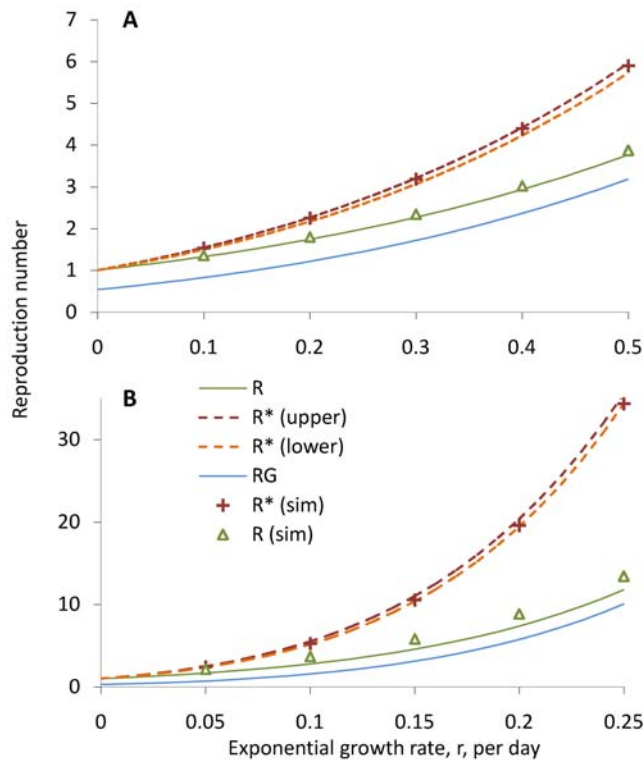 A
7
6
5
4
3
2
1
0
0 0.1 0.2 0.3 0.4 0.5
Reproduction number
B
R
R* (upper)
R* (lower)
RG
R* (sim)
R (sim)
30
20
10
0
0 0.05 0.1 0.15 0.2 0.25
Exponential growth rate, r, per day